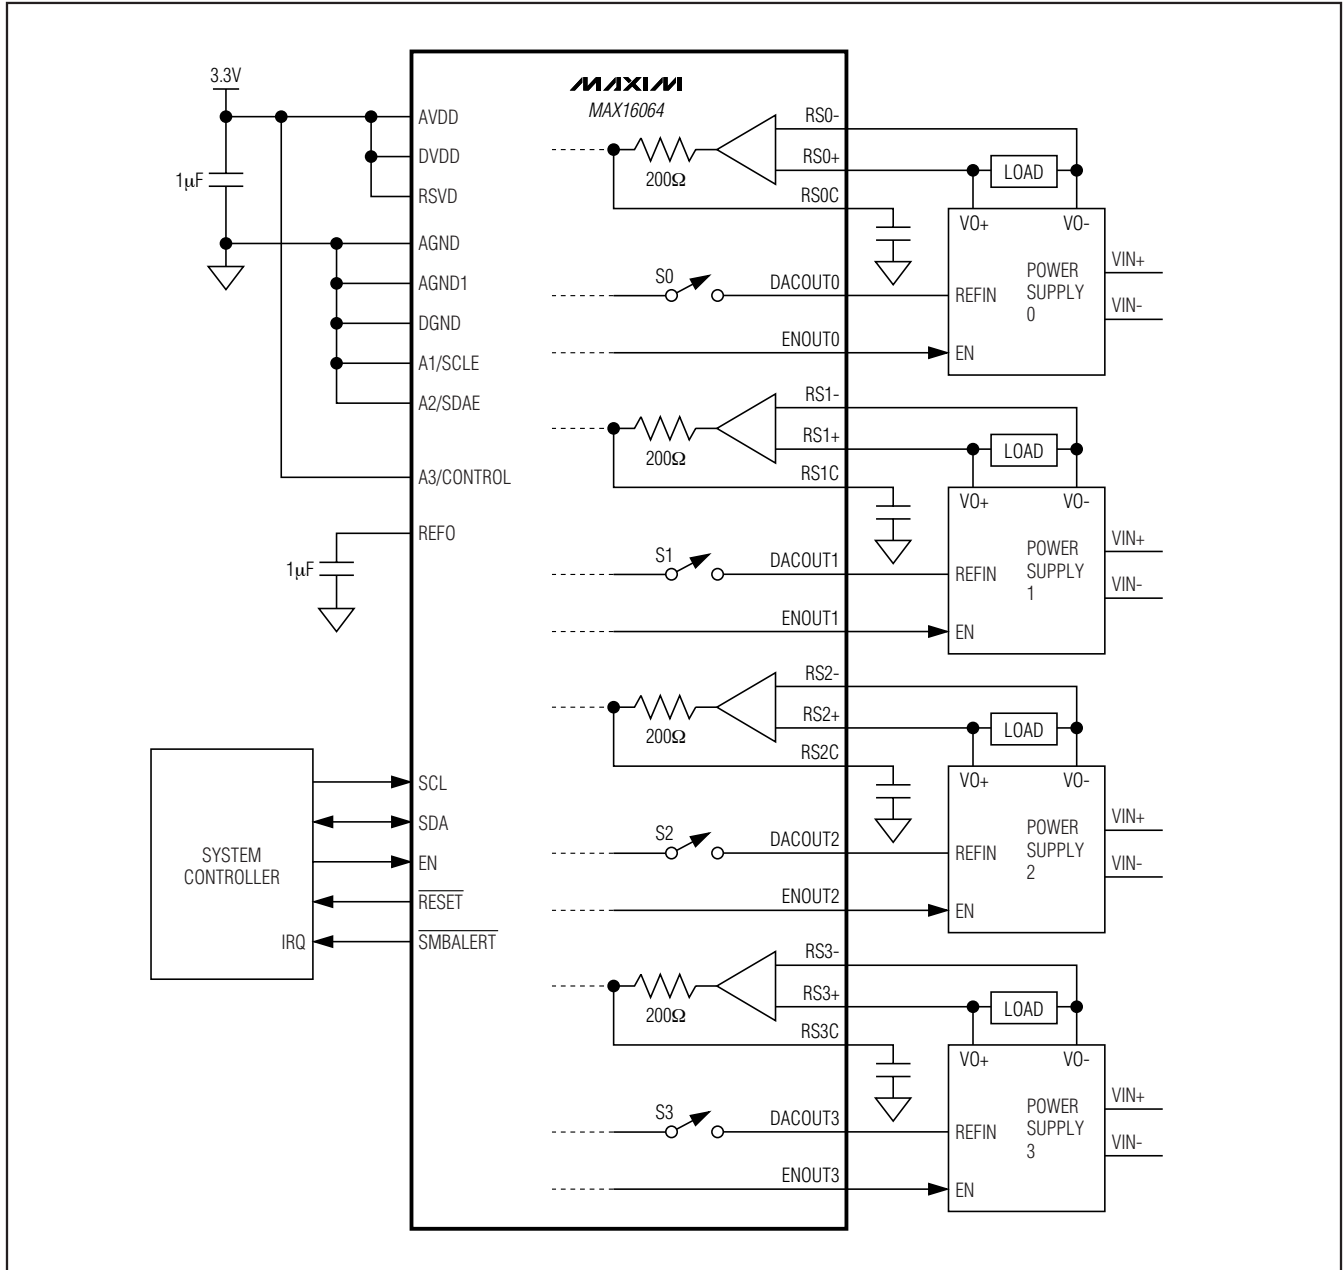 MAXIM
MAX16064
3.3V
1µF
AVDD
DVDD
RSVD
AGND
AGND1
DGND
A1/SCLE
A2/SDAE
A3/CONTROL
REFO
1µF
SYSTEM
CONTROLLER
IRQ
SCL
SDA
EN
RESET
SMBALERT
200Ω
RS0-
RS0+
RS0C
S0
DACOUT0
ENOUT0
LOAD
VO+
VO-
REFIN
EN
POWER
SUPPLY
0
VIN+
VIN-
200Ω
RS1-
RS1+
RS1C
S1
DACOUT1
ENOUT1
LOAD
VO+
VO-
REFIN
EN
POWER
SUPPLY
1
VIN+
VIN-
200Ω
RS2-
RS2+
RS2C
S2
DACOUT2
ENOUT2
LOAD
VO+
VO-
REFIN
EN
POWER
SUPPLY
2
VIN+
VIN-
200Ω
RS3-
RS3+
RS3C
S3
DACOUT3
ENOUT3
LOAD
VO+
VO-
REFIN
EN
POWER
SUPPLY
3
VIN+
VIN-